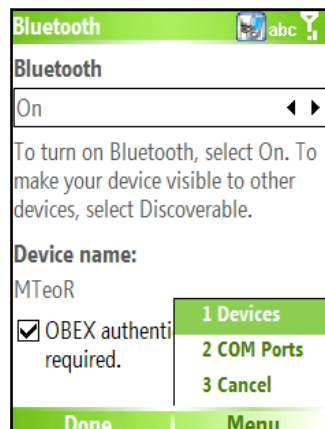 Bluetooth abc
Bluetooth
On
To turn on Bluetooth, select On. To
make your device visible to other
devices, select Discoverable.
Device name:
MTeoR
OBEX authenti
required.
1 Devices
2 COM Ports
3 Cancel
Done Menu